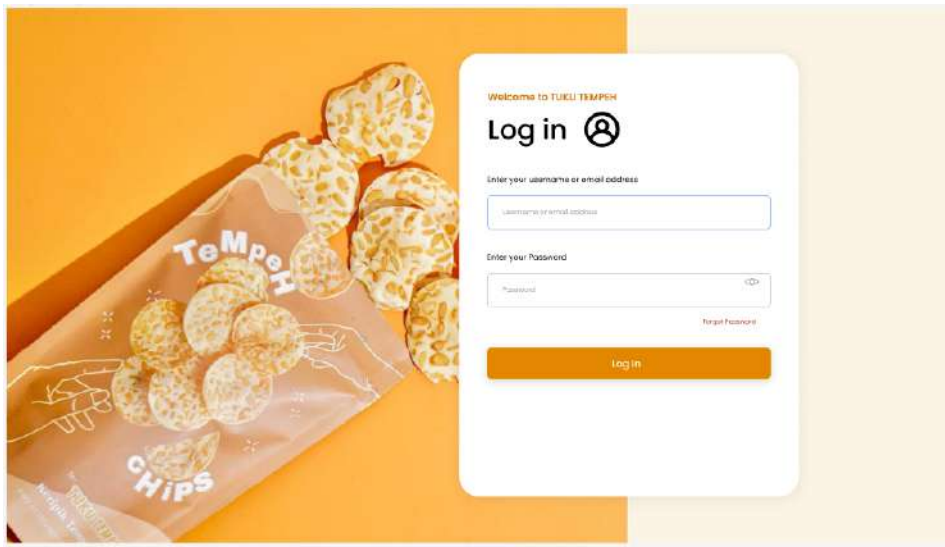 Welcome to TUKU TEMPEH
Log in
Enter your username or email address
Username or email address
Enter your Password
Password
Forgot Password
Log in
TeMpeH
cHiPs
Keripik